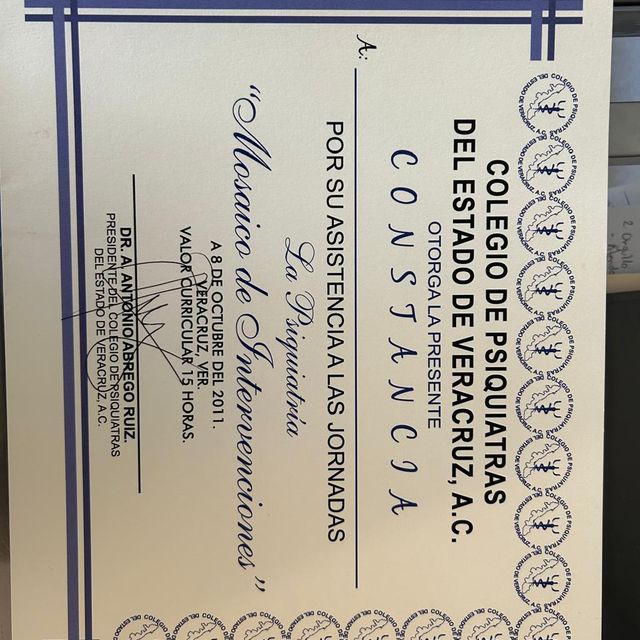 COLEGIO DE PSIQUIATRAS
DEL ESTADO DE VERACRUZ, A.C.
OTORGA LA PRESENTE
CONSTANCIA
A:
POR SU ASISTENCIA A LAS JORNADAS
La Psiquiatría
"Mosaico de Intervenciones"
A 8 DE OCTUBRE DEL 2011.
VERACRUZ, VER.
VALOR CURRICULAR 15 HORAS.
DR. A. ANTONIO ABREGO RUIZ.
PRESIDENTE DEL COLEGIO DE PSIQUIATRAS
DEL ESTADO DE VERACRUZ, A.C.